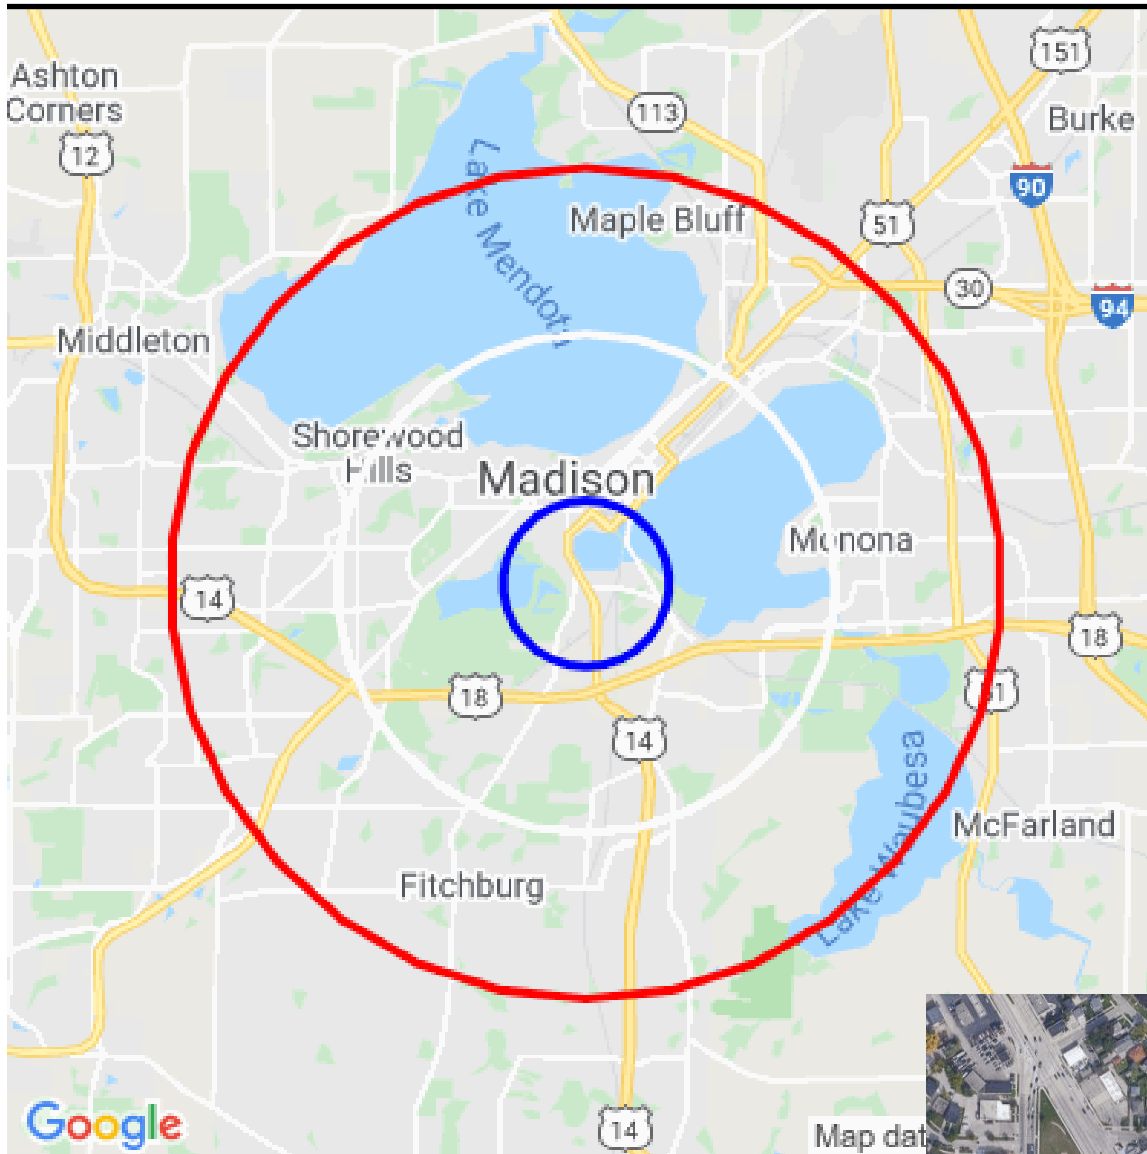 151
Ashton
Corners
113
Burke
12
Lake Mendota
90
Maple Bluff
51
30
94
Middleton
Shorewood
Hills
Madison
Monona
14
18
18
51
14
Lake Waubesa
McFarland
Fitchburg
Google
14
Map dat